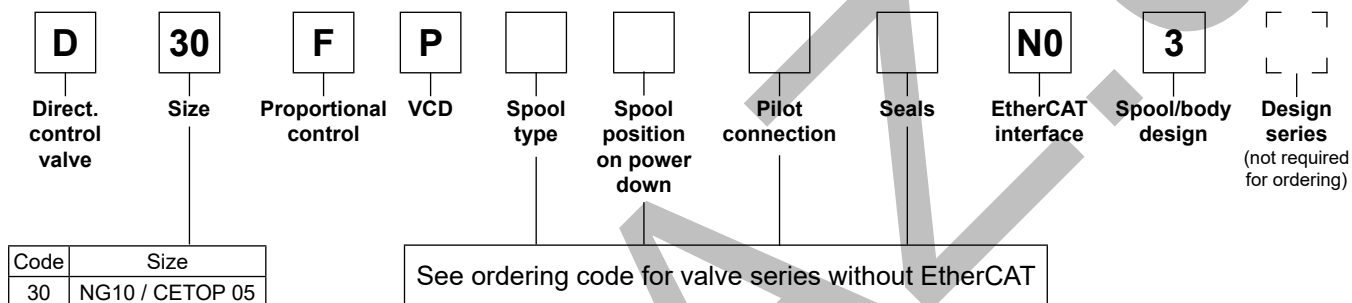 D 30 F P N0 3
Direct. control valve
Size
Proportional control
VCD
Spool type
Spool position on power down
Pilot connection
Seals
EtherCAT interface
Spool/body design
Design series
(not required for ordering)
Code Size
30 NG10 / CETOP 05
See ordering code for valve series without EtherCAT